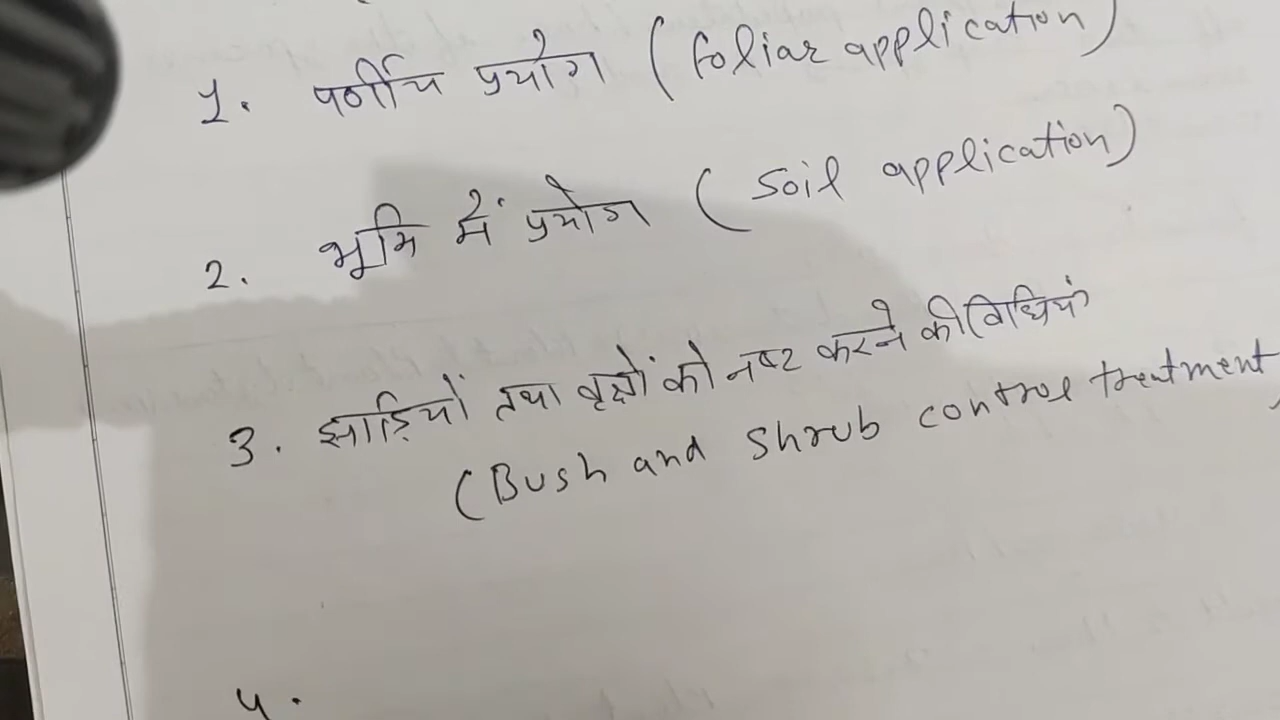 1. पर्णीय प्रयोग (foliar application)
2. भूमि में प्रयोग (soil application)
3. झाड़ियों तथा वृक्षों को नष्ट करने की विधियां
(Bush and shrub control treatment)
4.